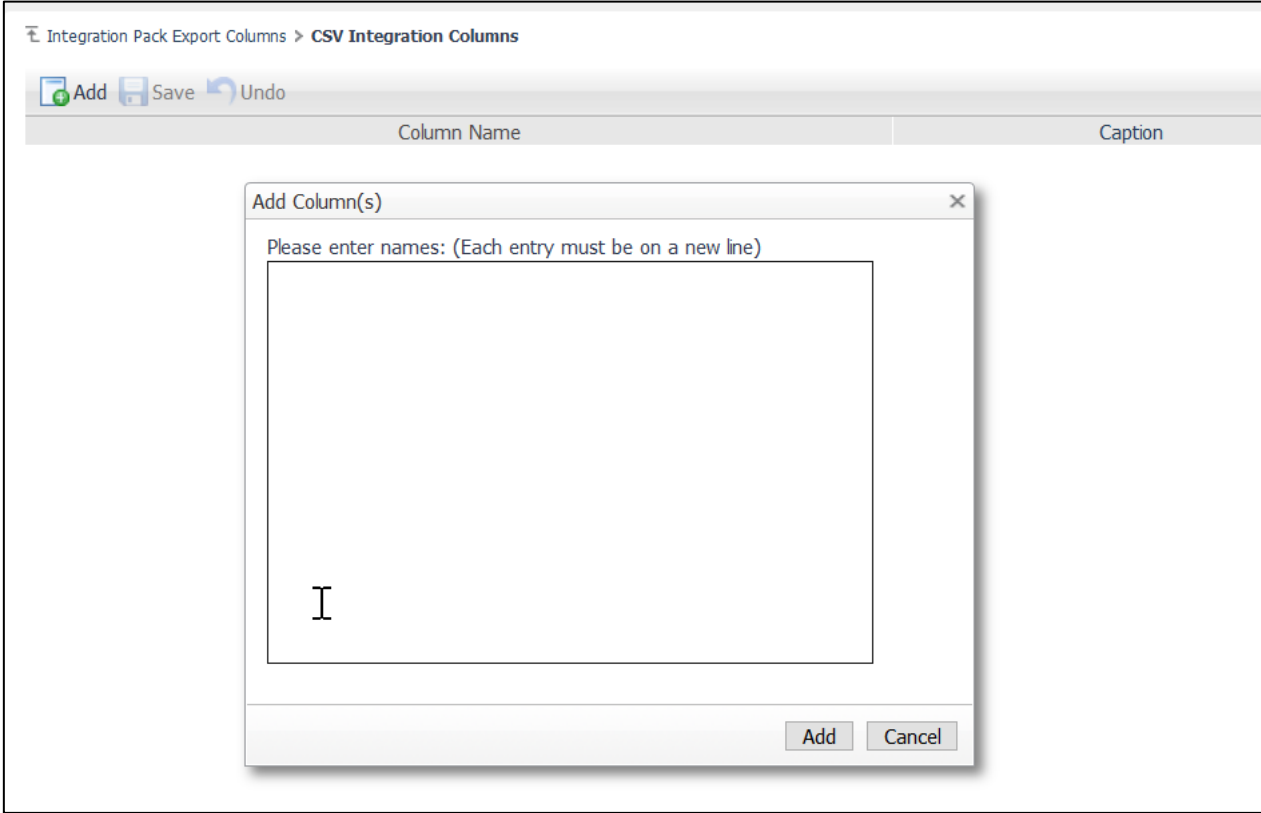 Integration Pack Export Columns > CSV Integration Columns
Add Save Undo
Column Name Caption
Add Column(s)
Please enter names: (Each entry must be on a new line)
Add Cancel